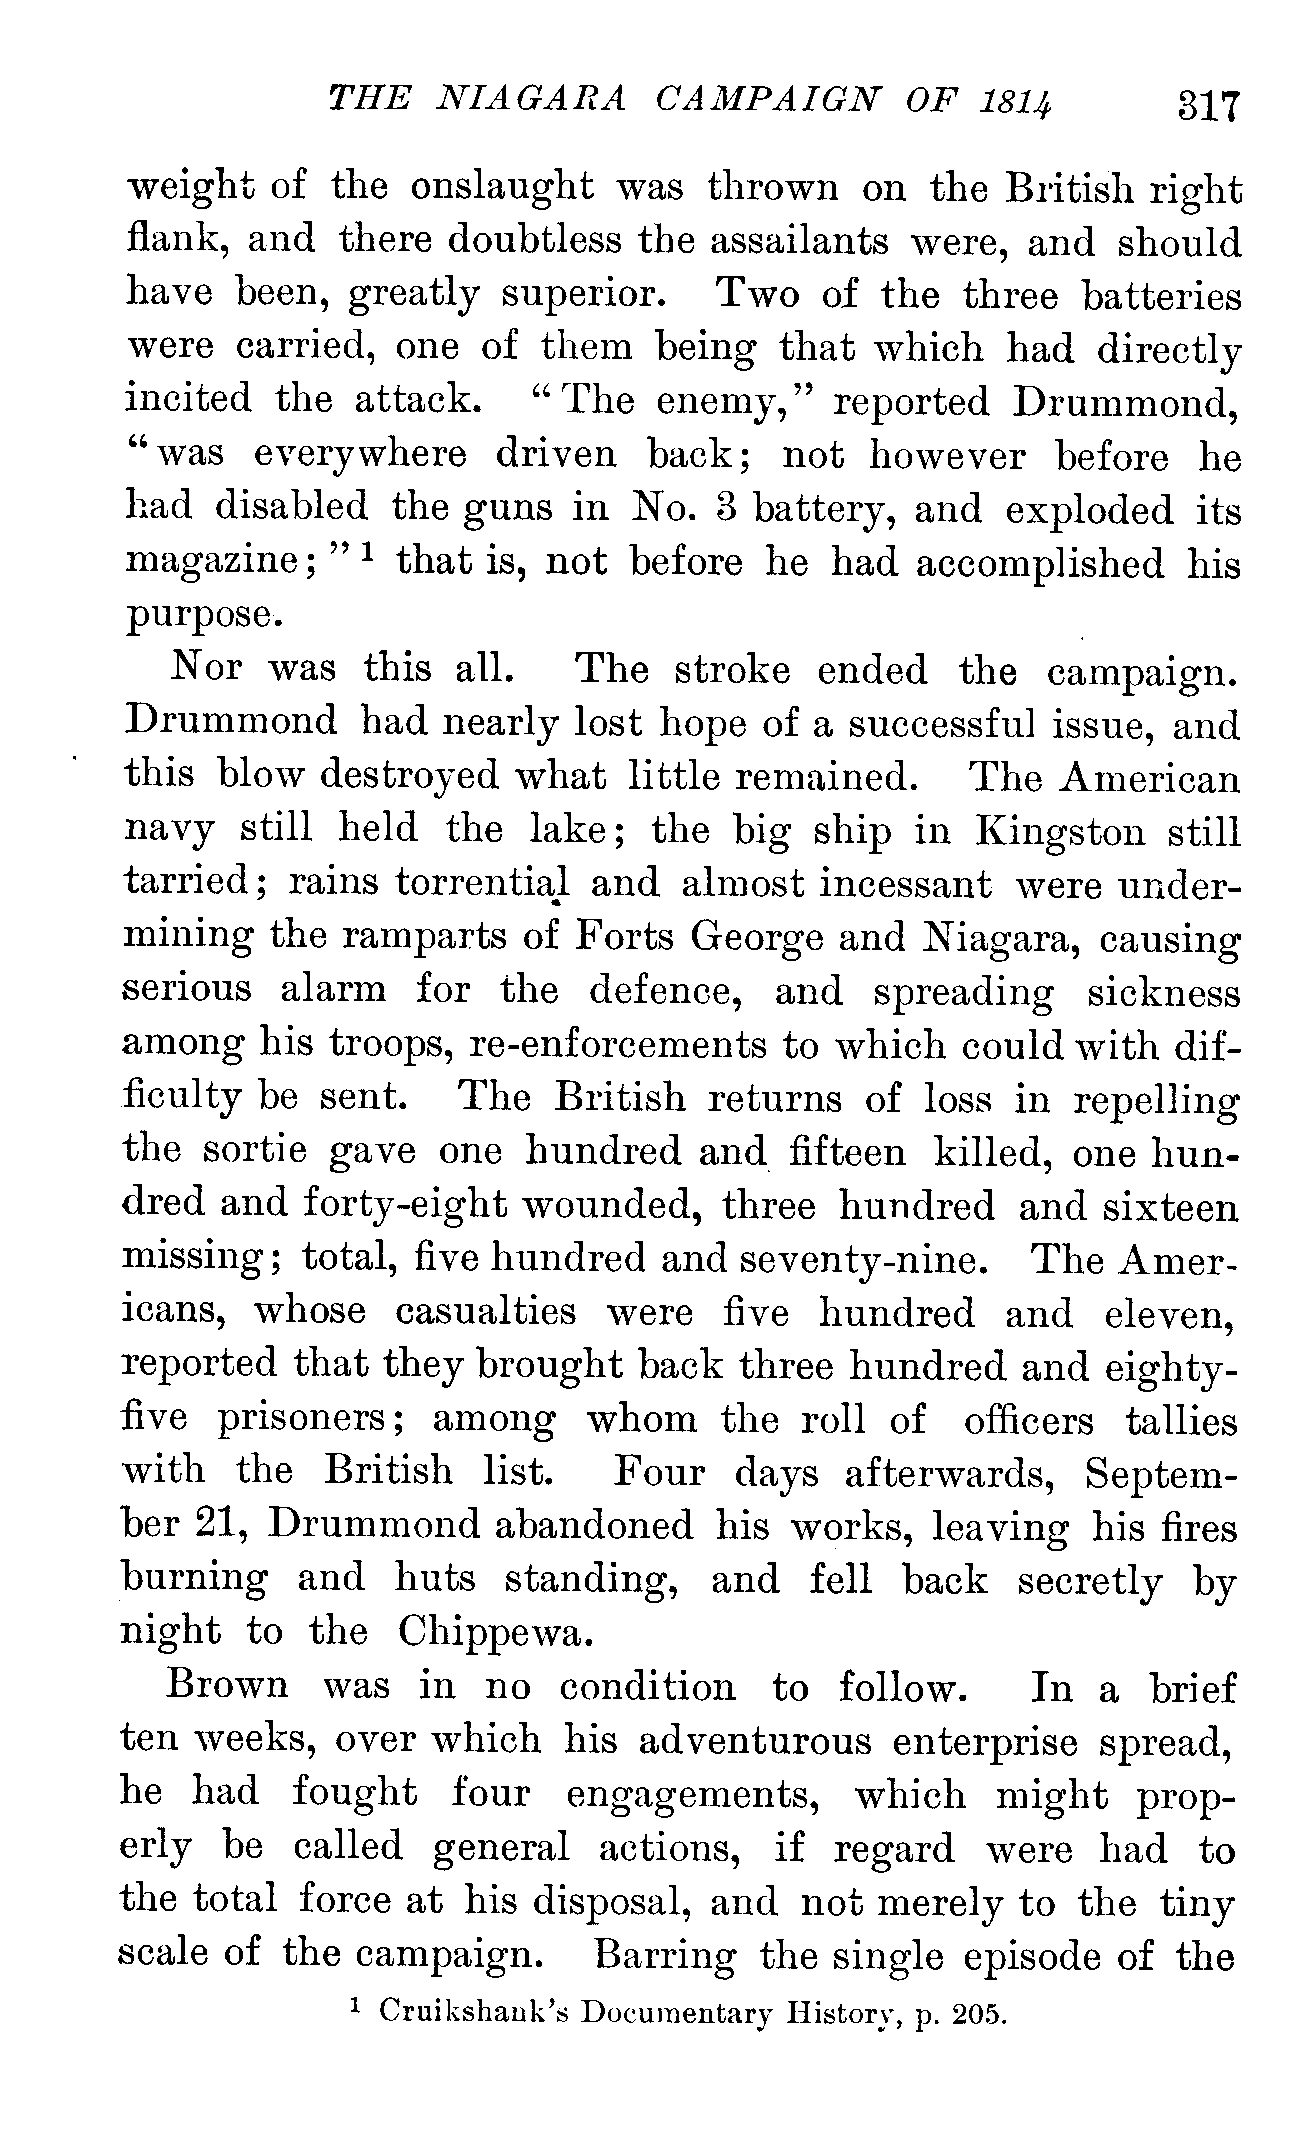 THE NIAGARA CAMPAIGN OF 1814 317
weight of the onslaught was thrown on the British right
flank, and there doubtless the assailants were, and should
have been, greatly superior. Two of the three batteries
were carried, one of them being that which had directly
incited the attack. “The enemy,” reported Drummond,
“was everywhere driven back; not however before he
had disabled the guns in No. 3 battery, and exploded its
magazine;” 1 that is, not before he had accomplished his
purpose.
Nor was this all. The stroke ended the campaign.
Drummond had nearly lost hope of a successful issue, and
this blow destroyed what little remained. The American
navy still held the lake; the big ship in Kingston still
tarried; rains torrential and almost incessant were under-
mining the ramparts of Forts George and Niagara, causing
serious alarm for the defence, and spreading sickness
among his troops, re-enforcements to which could with dif-
ficulty be sent. The British returns of loss in repelling
the sortie gave one hundred and fifteen killed, one hun-
dred and forty-eight wounded, three hundred and sixteen
missing; total, five hundred and seventy-nine. The Amer-
icans, whose casualties were five hundred and eleven,
reported that they brought back three hundred and eighty-
five prisoners; among whom the roll of officers tallies
with the British list. Four days afterwards, Septem-
ber 21, Drummond abandoned his works, leaving his fires
burning and huts standing, and fell back secretly by
night to the Chippewa.
Brown was in no condition to follow. In a brief
ten weeks, over which his adventurous enterprise spread,
he had fought four engagements, which might prop-
erly be called general actions, if regard were had to
the total force at his disposal, and not merely to the tiny
scale of the campaign. Barring the single episode of the
1 Cruikshank's Documentary History, p. 205.